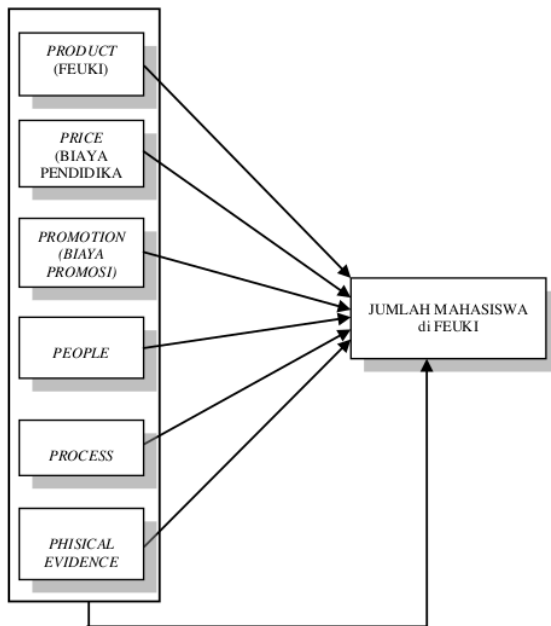 PRODUCT
(FEUKI)
PRICE
(BIAYA
PENDIDIKA
PROMOTION
(BIAYA
PROMOSI)
PEOPLE
PROCESS
PHISICAL
EVIDENCE
JUMLAH MAHASISWA
di FEUKI